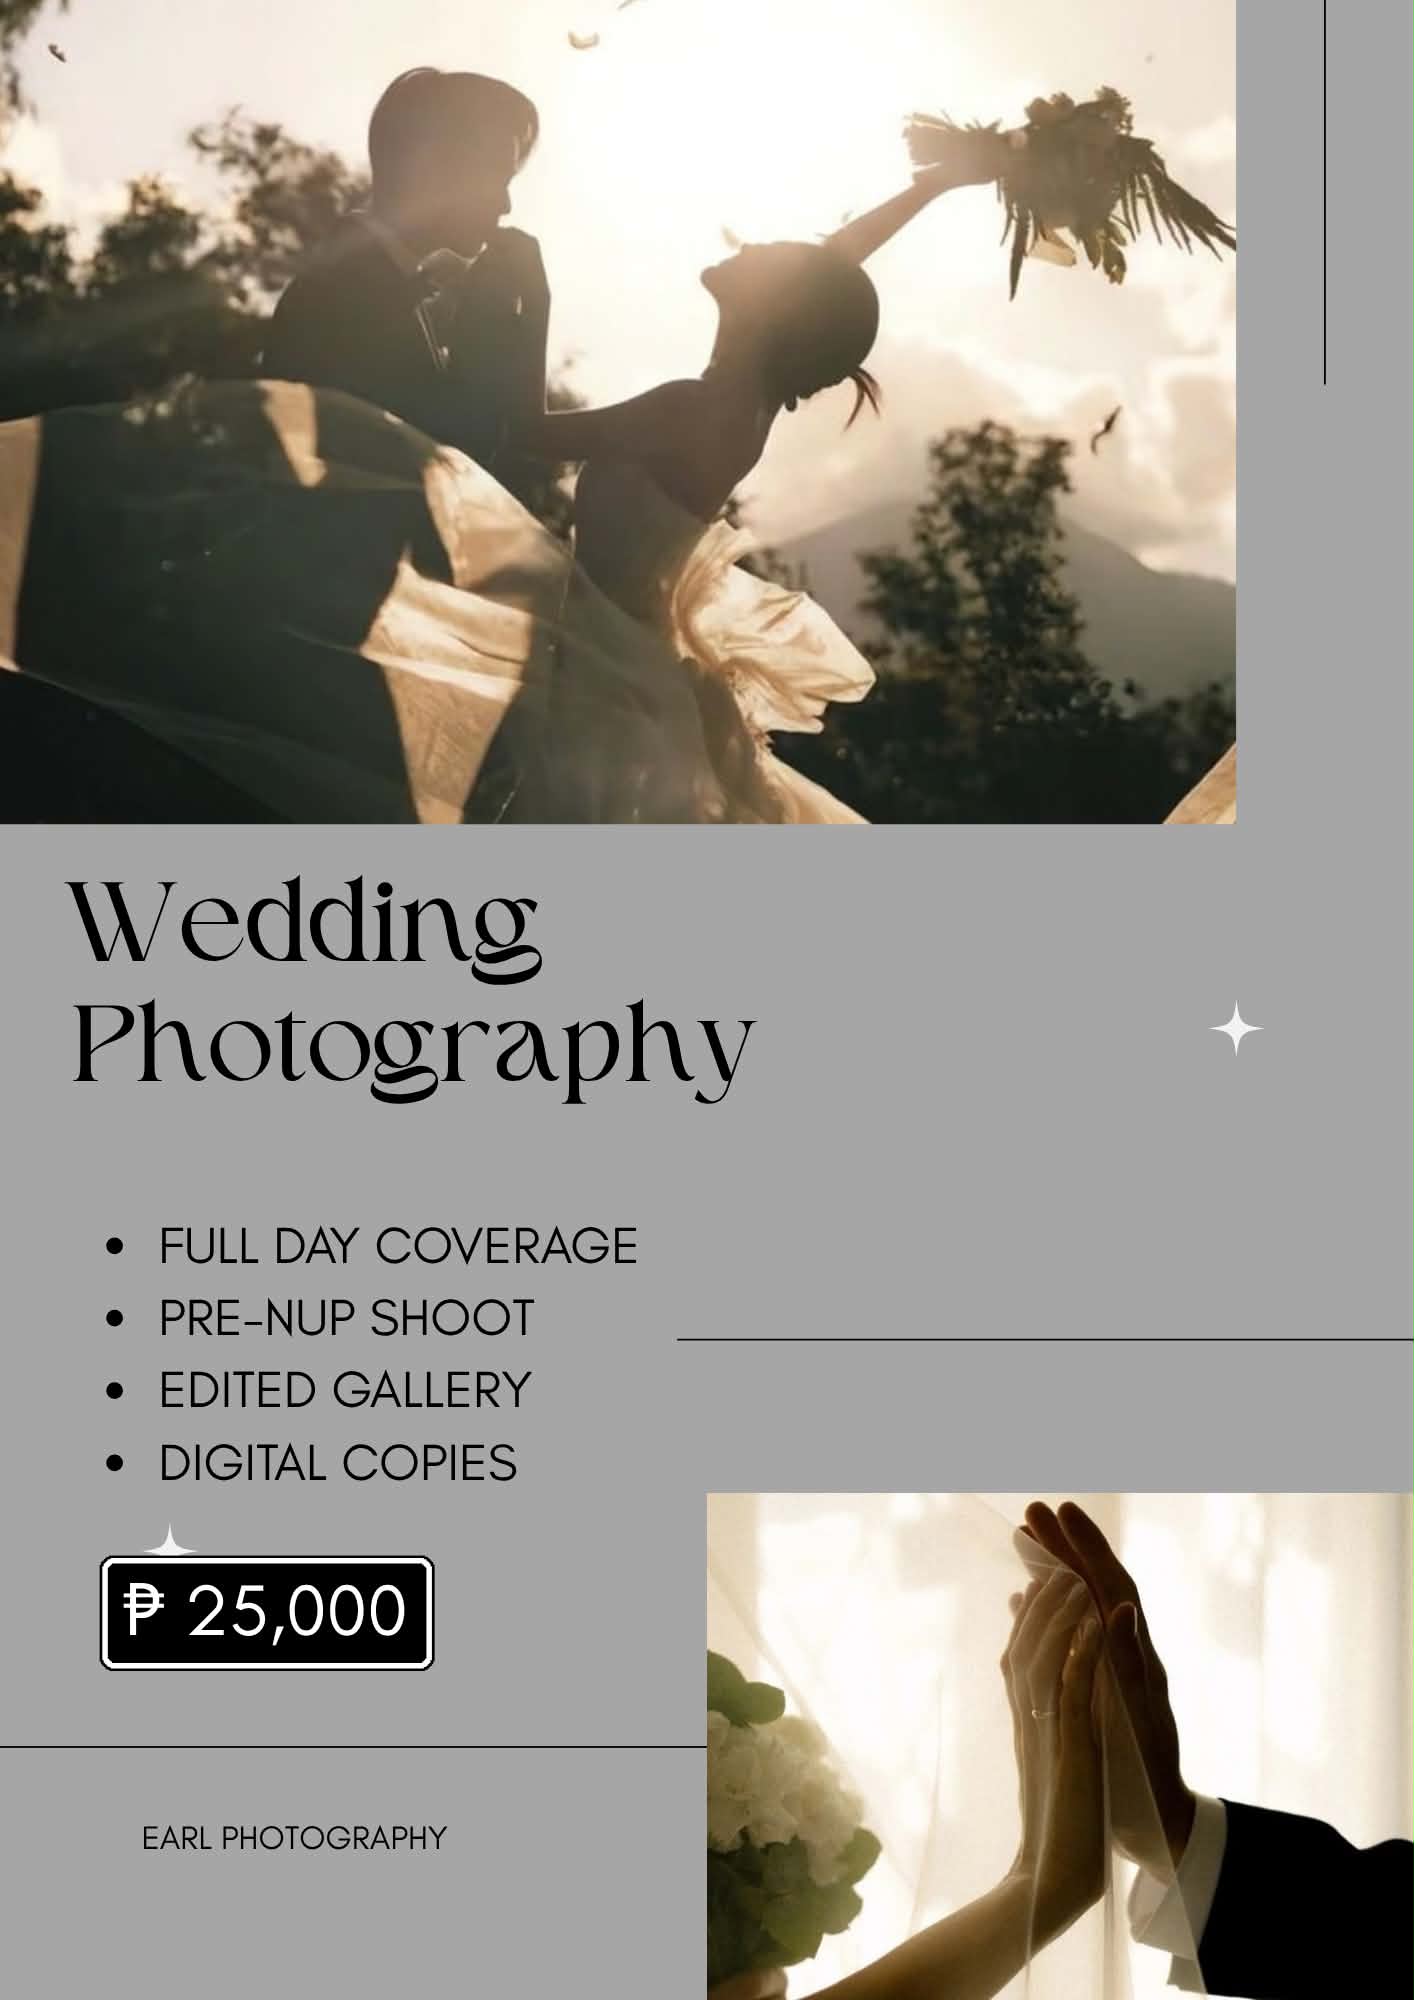 Wedding
Photography
• FULL DAY COVERAGE
• PRE-NUP SHOOT
• EDITED GALLERY
• DIGITAL COPIES
₱ 25,000
EARL PHOTOGRAPHY